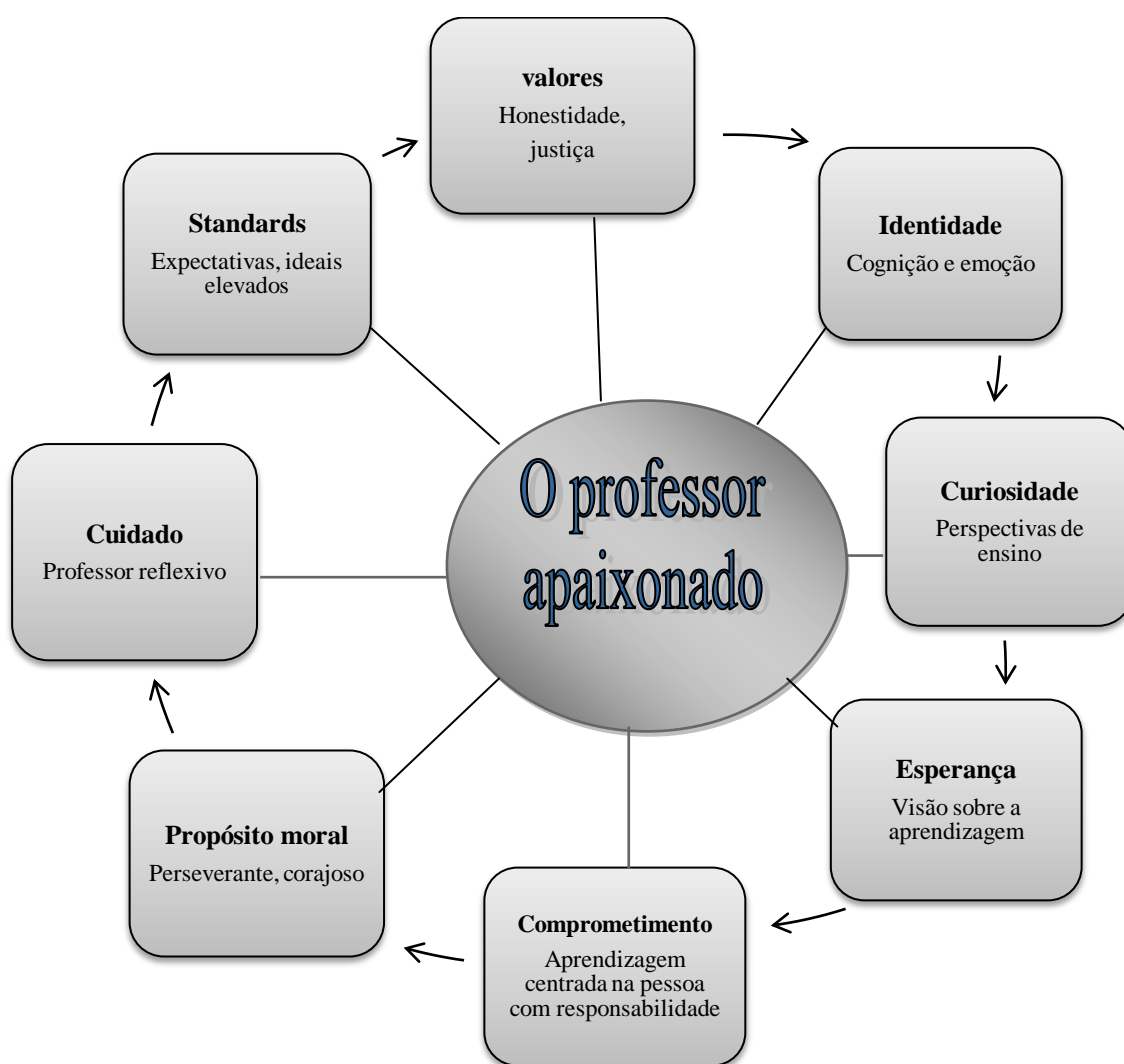 valores
Honestidade,
justiça
Identidade
Cognição e emoção
Curiosidade
Perspectivas de
ensino
Esperança
Visão sobre a
aprendizagem
Comprometimento
Aprendizagem
centrada na pessoa
com responsabilidade
Propósito moral
Perseverante, corajoso
Cuidado
Professor reflexivo
Standards
Expectativas, ideais
elevados
O professor
apaixonado